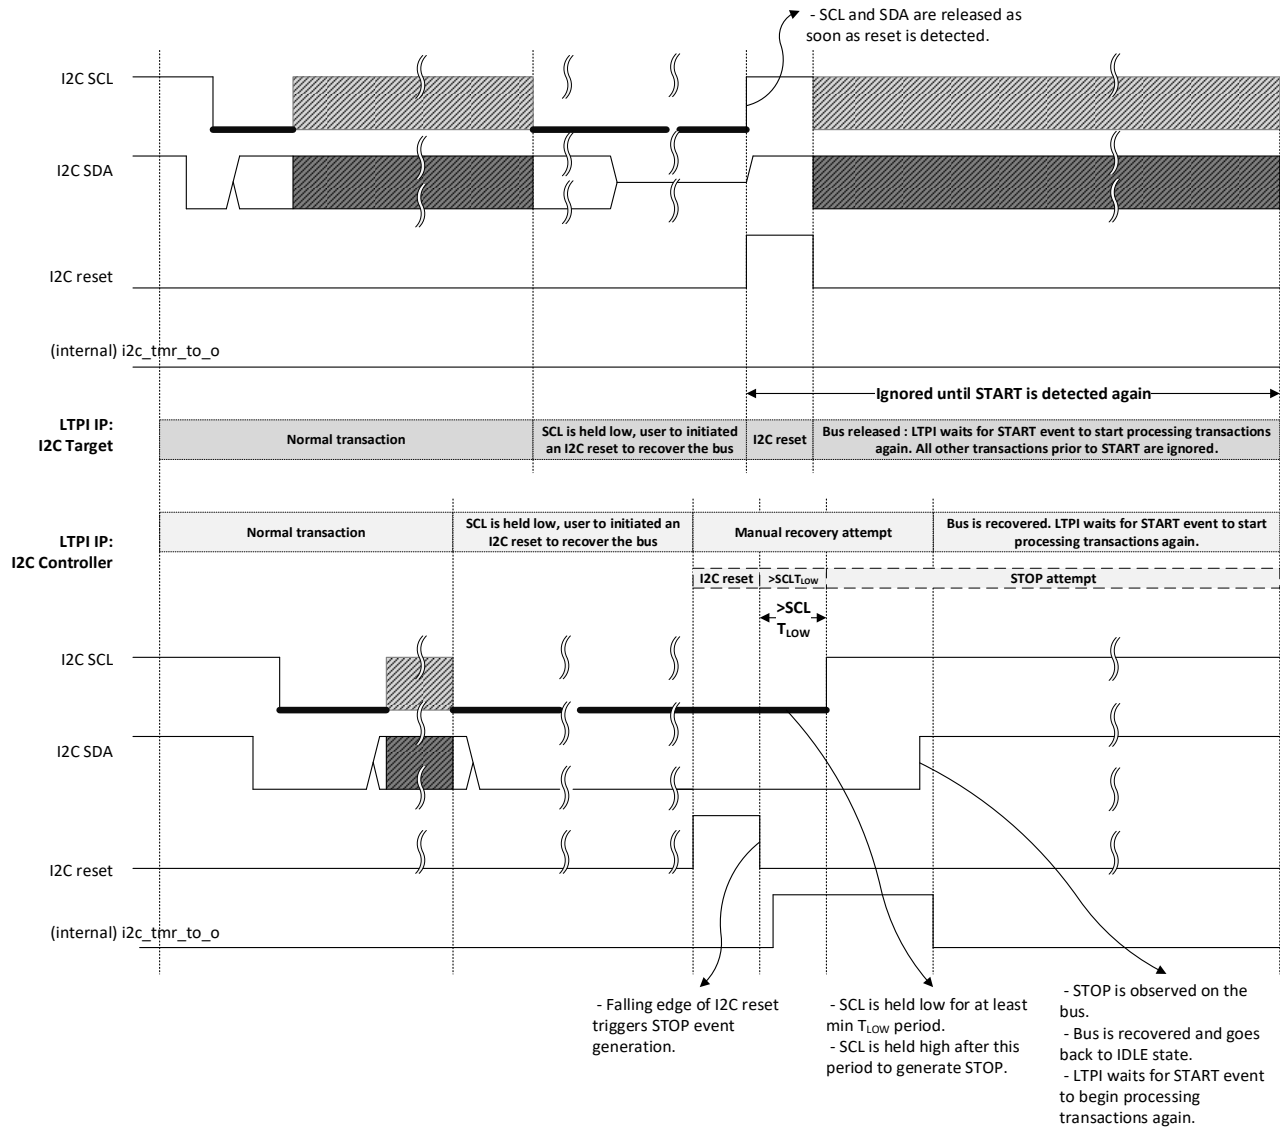 - SCL and SDA are released as
soon as reset is detected.
I2C SCL
I2C SDA
I2C reset
(internal) i2c_tmr_to_o
Ignored until START is detected again
LTPI IP:
I2C Target
Normal transaction
SCL is held low, user to initiated
an I2C reset to recover the bus
I2C reset
Bus released : LTPI waits for START event to start processing transactions
again. All other transactions prior to START are ignored.
LTPI IP:
I2C Controller
Normal transaction
SCL is held low, user to initiated an
I2C reset to recover the bus
Manual recovery attempt
Bus is recovered. LTPI waits for START event to start
processing transactions again.
I2C reset
>SCLTLOW
STOP attempt
>SCL
TLOW
I2C SCL
I2C SDA
I2C reset
(internal) i2c_tmr_to_o
- Falling edge of I2C reset
triggers STOP event
generation.
- SCL is held low for at least
min TLOW period.
- SCL is held high after this
period to generate STOP.
- STOP is observed on the
bus.
- Bus is recovered and goes
back to IDLE state.
- LTPI waits for START event
to begin processing
transactions again.